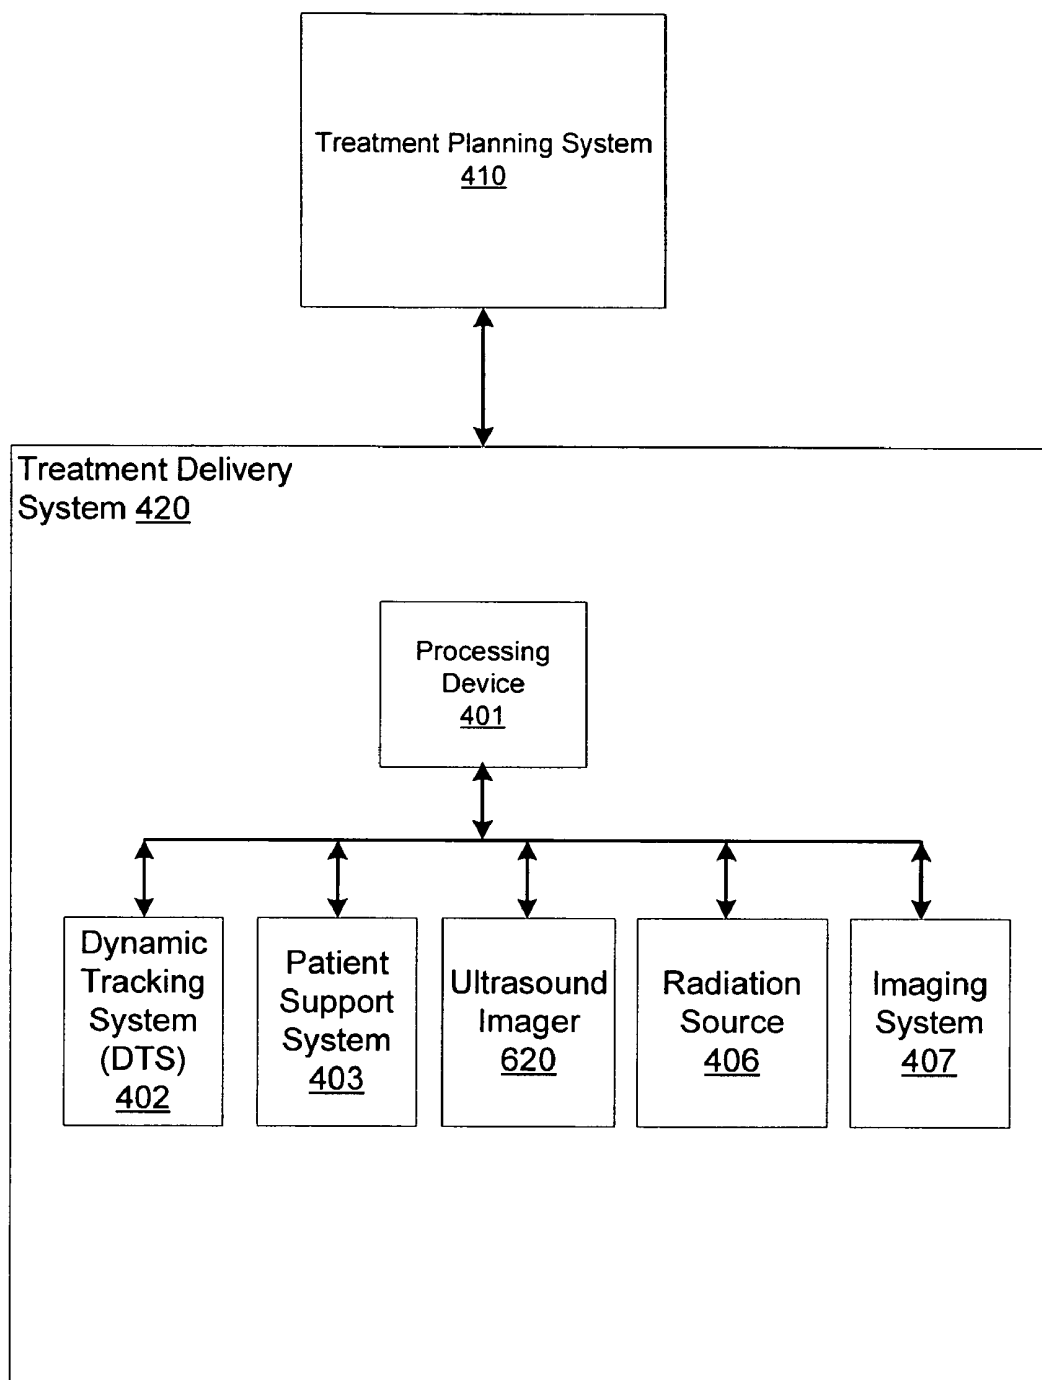 Treatment Planning System
410
Treatment Delivery
System 420
Processing
Device
401
Dynamic
Tracking
System
(DTS)
402
Patient
Support
System
403
Ultrasound
Imager
620
Radiation
Source
406
Imaging
System
407